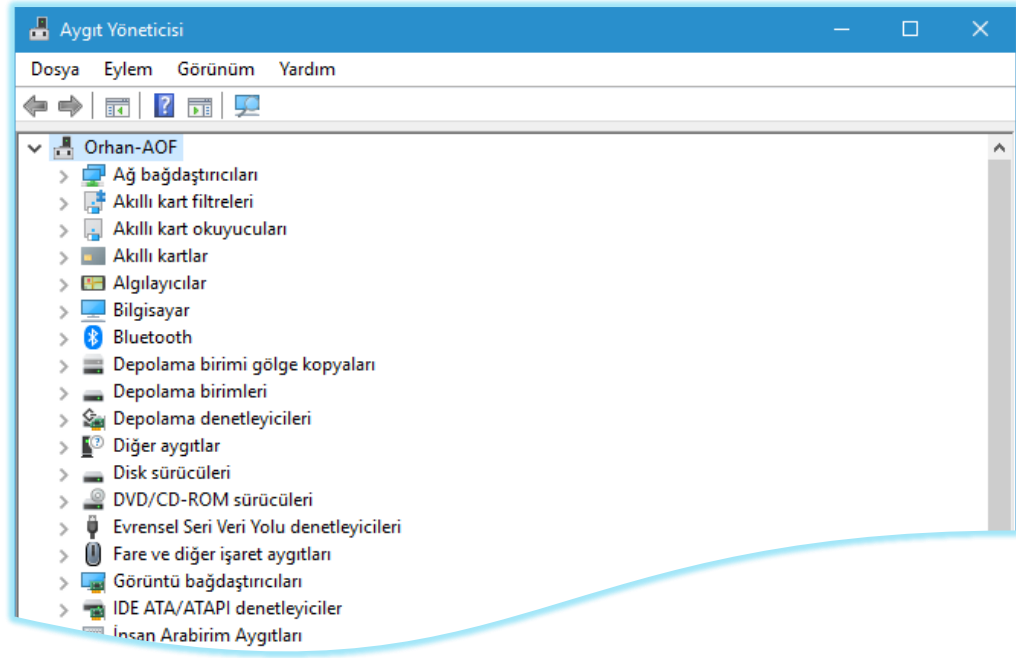 Aygıt Yöneticisi
Dosya Eylem Görünüm Yardım
Orhan-AOF
Ağ bağdaştırıcıları
Akıllı kart filtreleri
Akıllı kart okuyucuları
Akıllı kartlar
Algılayıcılar
Bilgisayar
Bluetooth
Depolama birimi gölge kopyaları
Depolama birimleri
Depolama denetleyicileri
Diğer aygıtlar
Disk sürücüleri
DVD/CD-ROM sürücüleri
Evrensel Seri Veri Yolu denetleyicileri
Fare ve diğer işaret aygıtları
Görüntü bağdaştırıcıları
IDE ATA/ATAPI denetleyiciler
İnsan Arabirim Aygıtları